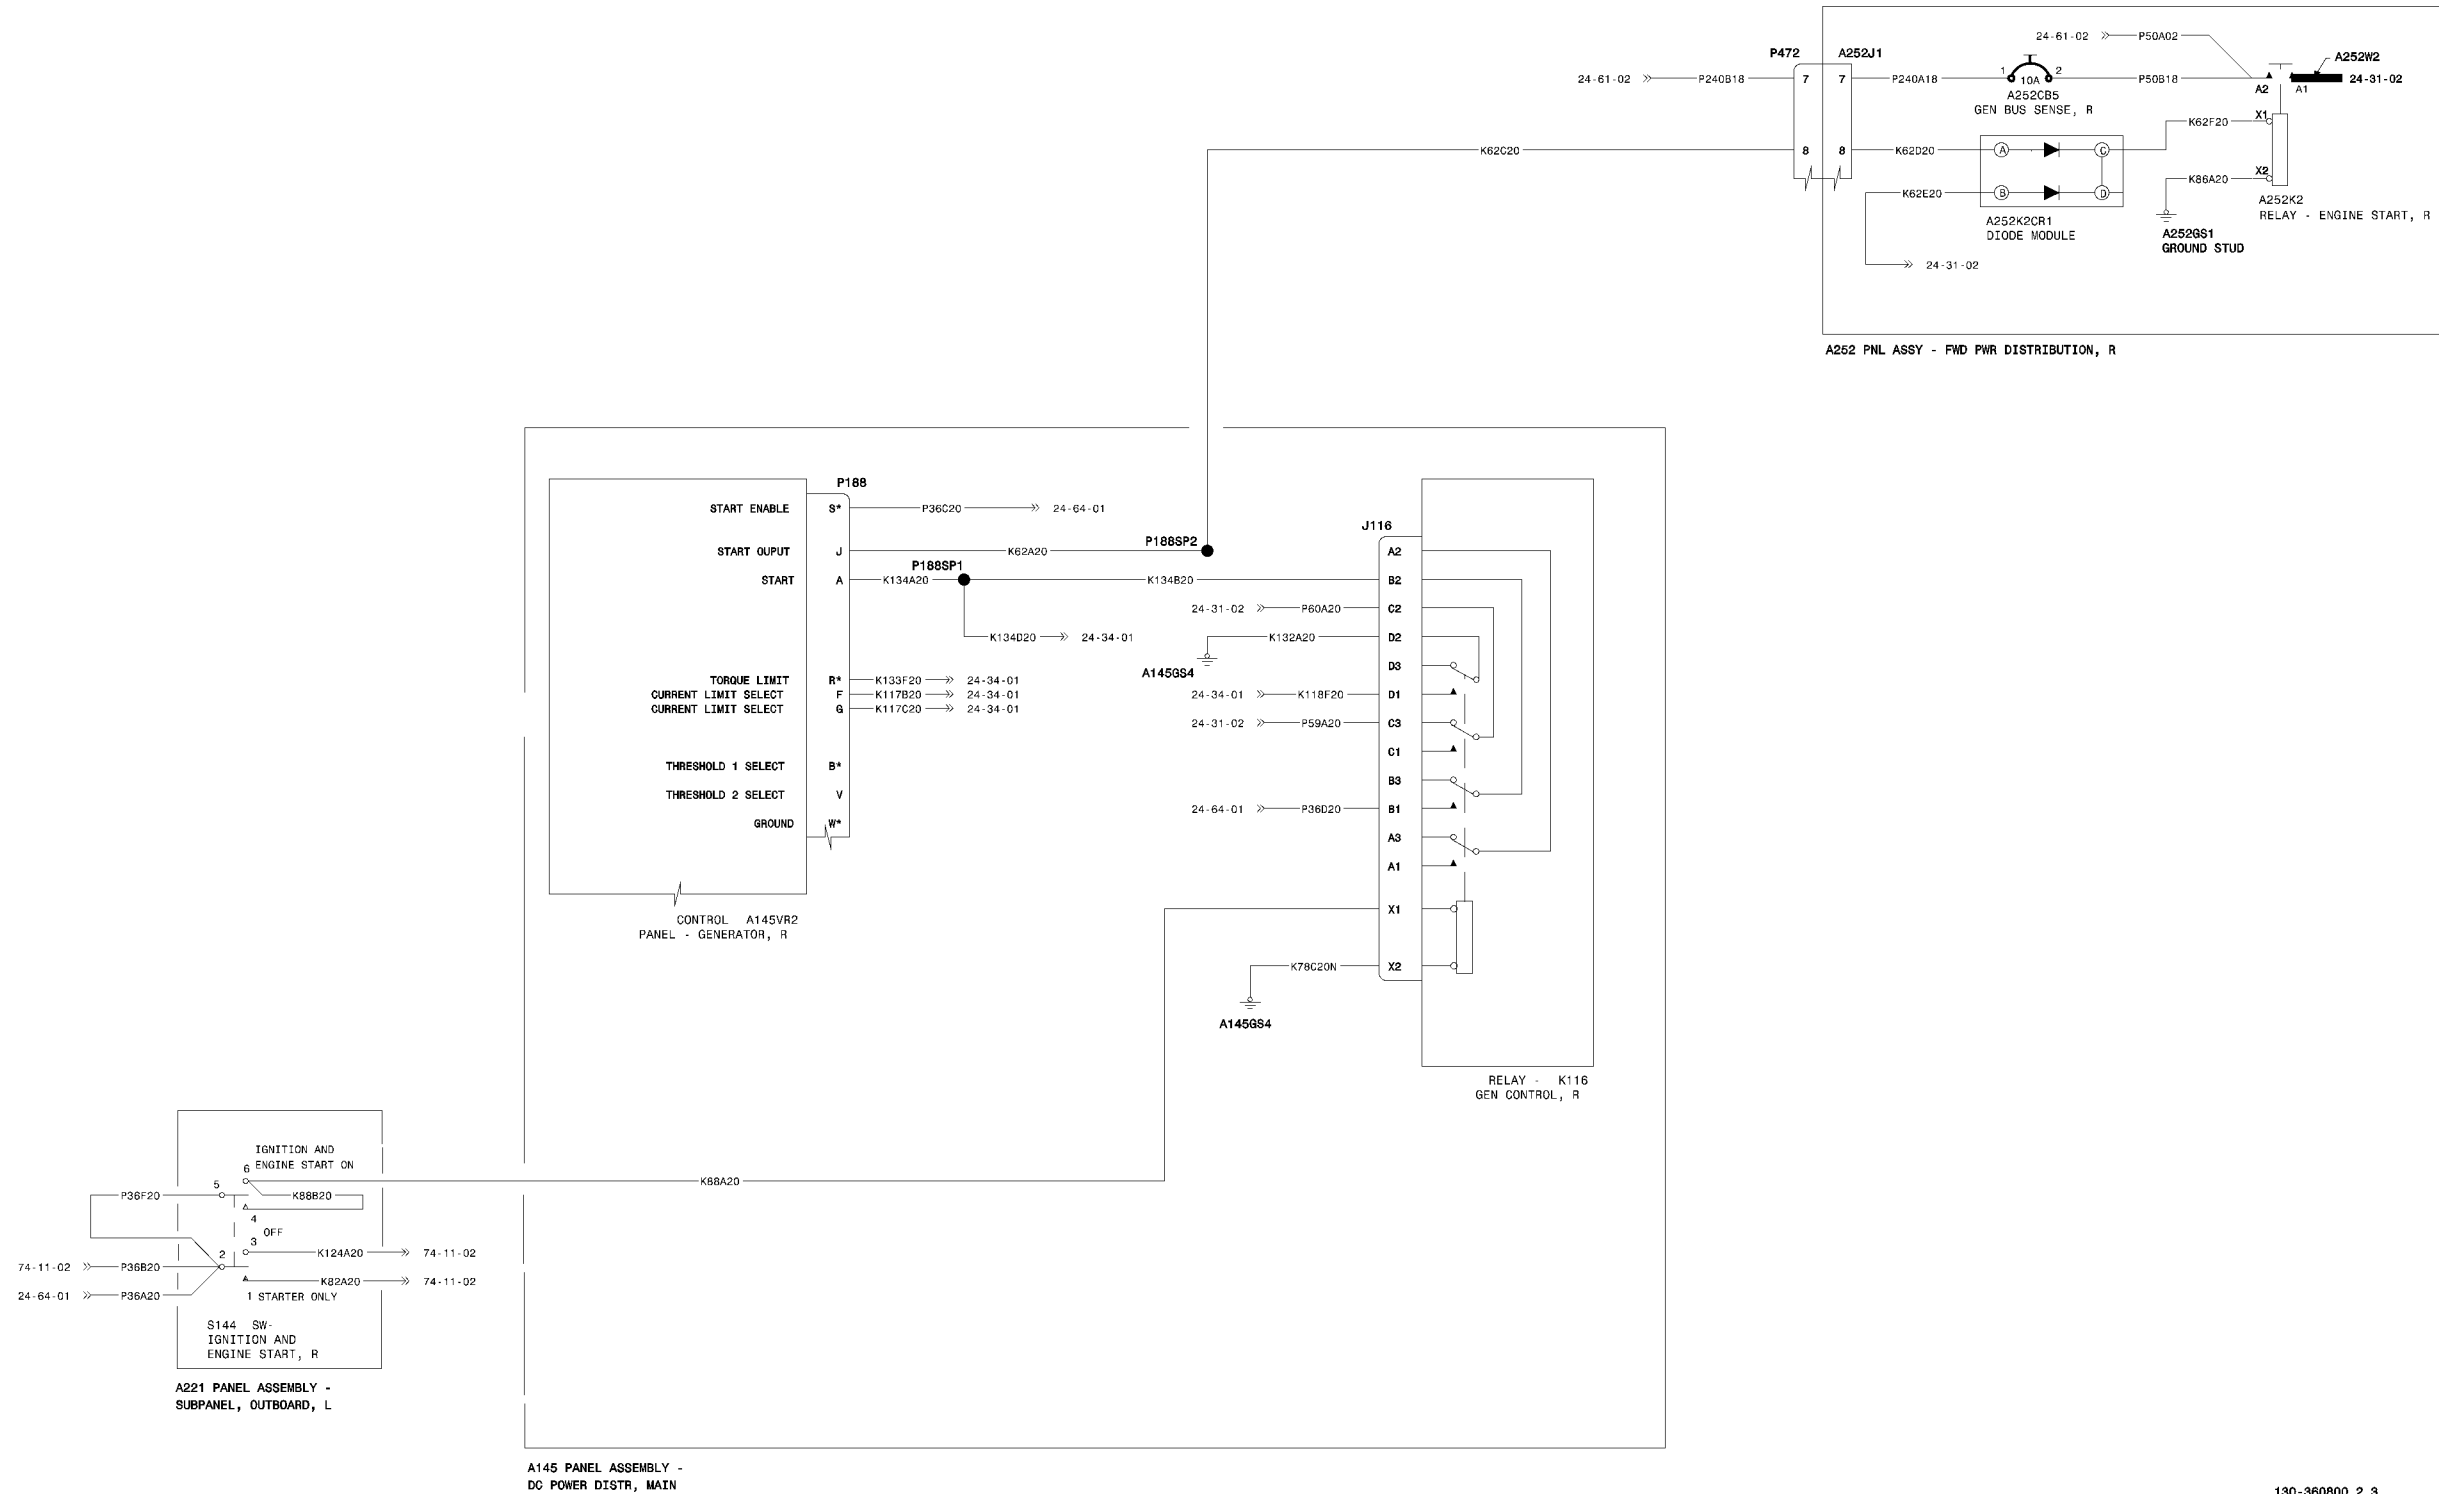 24-61-02 P50A02
P472 A252J1 A252W2
24-61-02 P240B18 7 7 P240A18 1 10A 2 P50B18 24-31-02
A252CB5 A2 A1
GEN BUS SENSE, R
K62F20 X1
K62C20 8 8 K62D20 A C
X2
K86A20
K62E20 B D
A252K2
RELAY - ENGINE START, R
A252K2CR1
DIODE MODULE
A252GS1
GROUND STUD
24-31-02
A252 PNL ASSY - FWD PWR DISTRIBUTION, R
P188
START ENABLE S* P36C20 24-64-01
J116
START OUPUT J K62A20 P188SP2 A2
P188SP1
START A K134A20 K134B20 B2
24-31-02 P60A20 C2
K134D20 24-34-01 K132A20 D2
A145GS4 D3
TORQUE LIMIT R* K133F20 24-34-01
CURRENT LIMIT SELECT F K117B20 24-34-01 24-34-01 K118F20 D1
CURRENT LIMIT SELECT G K117C20 24-34-01
24-31-02 P59A20 C3
C1
THRESHOLD 1 SELECT B*
B3
THRESHOLD 2 SELECT V
24-64-01 P36D20 B1
GROUND W*
A3
A1
CONTROL A145VR2
PANEL - GENERATOR, R
X1
K78C20N X2
A145GS4
RELAY - K116
GEN CONTROL, R
IGNITION AND
6 ENGINE START ON
K88A20
5
P36F20 K88B20
4
OFF
3
2 K124A20 74-11-02
74-11-02 P36B20
K82A20 74-11-02
24-64-01 P36A20 1 STARTER ONLY
S144 SW-
IGNITION AND
ENGINE START, R
A221 PANEL ASSEMBLY -
SUBPANEL, OUTBOARD, L
A145 PANEL ASSEMBLY -
DC POWER DISTR, MAIN
130-360800 2 3